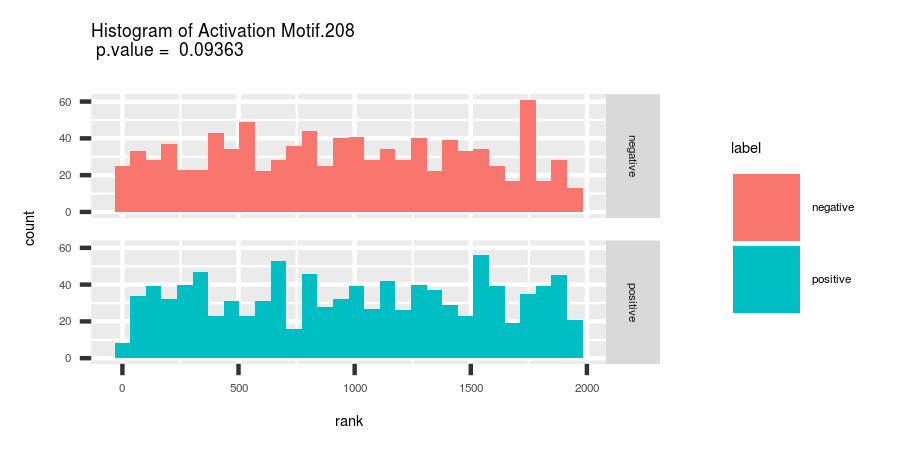 Histogram of Activation Motif.208
p.value =  0.09363
count
60
40
20
0
negative
60
40
20
0
positive
0
500
1000
1500
2000
rank
label
negative
positive